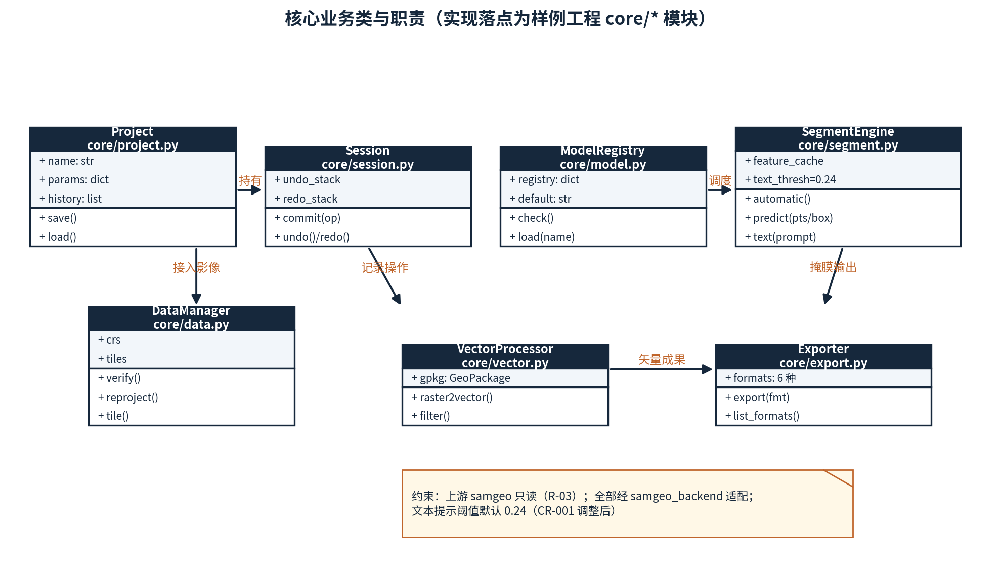 核心业务类与职责（实现落点为样例工程 core/* 模块）
Project
core/project.py
+ name: str
+ params: dict
+ history: list
+ save()
+ load()
持有
Session
core/session.py
+ undo_stack
+ redo_stack
+ commit(op)
+ undo()/redo()
ModelRegistry
core/model.py
+ registry: dict
+ default: str
+ check()
+ load(name)
调度
SegmentEngine
core/segment.py
+ feature_cache
+ text_thresh=0.24
+ automatic()
+ predict(pts/box)
+ text(prompt)
接入影像
记录操作
掩膜输出
DataManager
core/data.py
+ crs
+ tiles
+ verify()
+ reproject()
+ tile()
VectorProcessor
core/vector.py
+ gpkg: GeoPackage
+ raster2vector()
+ filter()
矢量成果
Exporter
core/export.py
+ formats: 6 种
+ export(fmt)
+ list_formats()
约束：上游 samgeo 只读（R-03）；全部经 samgeo_backend 适配；
文本提示阈值默认 0.24（CR-001 调整后）